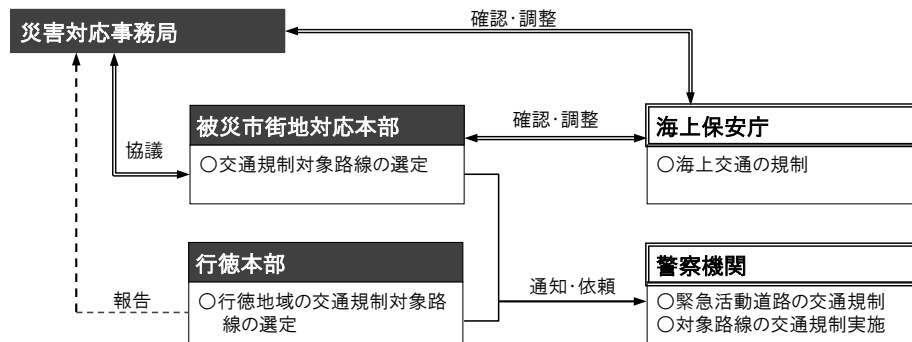 災害対応事務局
確認・調整
被災市街地対応本部
○交通規制対象路線の選定
確認・調整
海上保安庁
○海上交通の規制
協議
行徳本部
○行徳地域の交通規制対象路
線の選定
報告
通知・依頼
警察機関
○緊急活動道路の交通規制
○対象路線の交通規制実施